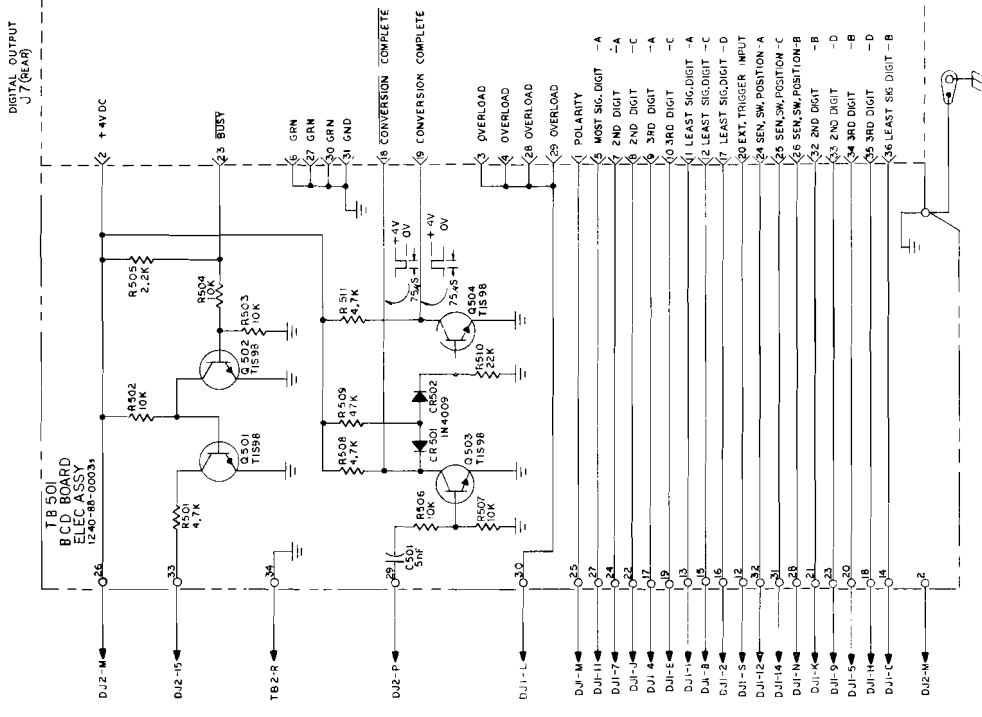 DIGITAL OUTPUT
J7(REAR)
TB 501
BCD BOARD
ELEC ASSY
1240-88-0003
DJ2-M 26
2 +4V DC
DJ2-15 33
23 BUSY
TB2-R 34
DJ2-P 29
DJ1-L 30
R501
4.7K
Q501
TIS98
R502
10K
Q502
TIS98
R503
10K
R504
10K
R505
2.2K
C501
5nF
R506
10K
R507
10K
Q503
TIS98
R508
4.7K
R509
47K
CR501
CR502
1N4009
R510
22K
R511
4.7K
Q504
TIS98
+4V
0V
75µS
+4V
0V
75µS
6 GRN
27 GRN
30 GRN
31 GND
18 CONVERSION COMPLETE
19 CONVERSION COMPLETE
3 OVERLOAD
4 OVERLOAD
28 OVERLOAD
29 OVERLOAD
DJ1-M 25 1 POLARITY
DJ1-11 27 5 MOST SIG. DIGIT -A
DJ1-7 24 7 2ND DIGIT -A
DJ1-J 22 8 2ND DIGIT -C
DJ1 4 17 9 3RD DIGIT -A
DJ1-E 19 10 3RD DIGIT -C
DJ1-1 13 11 LEAST SIG. DIGIT -A
DJ1-B 15 12 LEAST SIG. DIGIT -C
DJ1-2 16 17 LEAST SIG. DIGIT -D
DJ1-S 12 20 EXT. TRIGGER INPUT
DJ1-12 32 24 SEN. SW. POSITION-A
DJ1-14 31 25 SEN. SW. POSITION-C
DJ1-N 28 26 SEN. SW. POSITION-B
DJ1-K 21 32 2ND DIGIT -B
DJ1-9 23 33 2ND DIGIT -D
DJ1-5 20 34 3RD DIGIT -B
DJ1-H 18 35 3RD DIGIT -D
DJ1-C 14 36 LEAST SIG DIGIT -B
DJ2-M 2